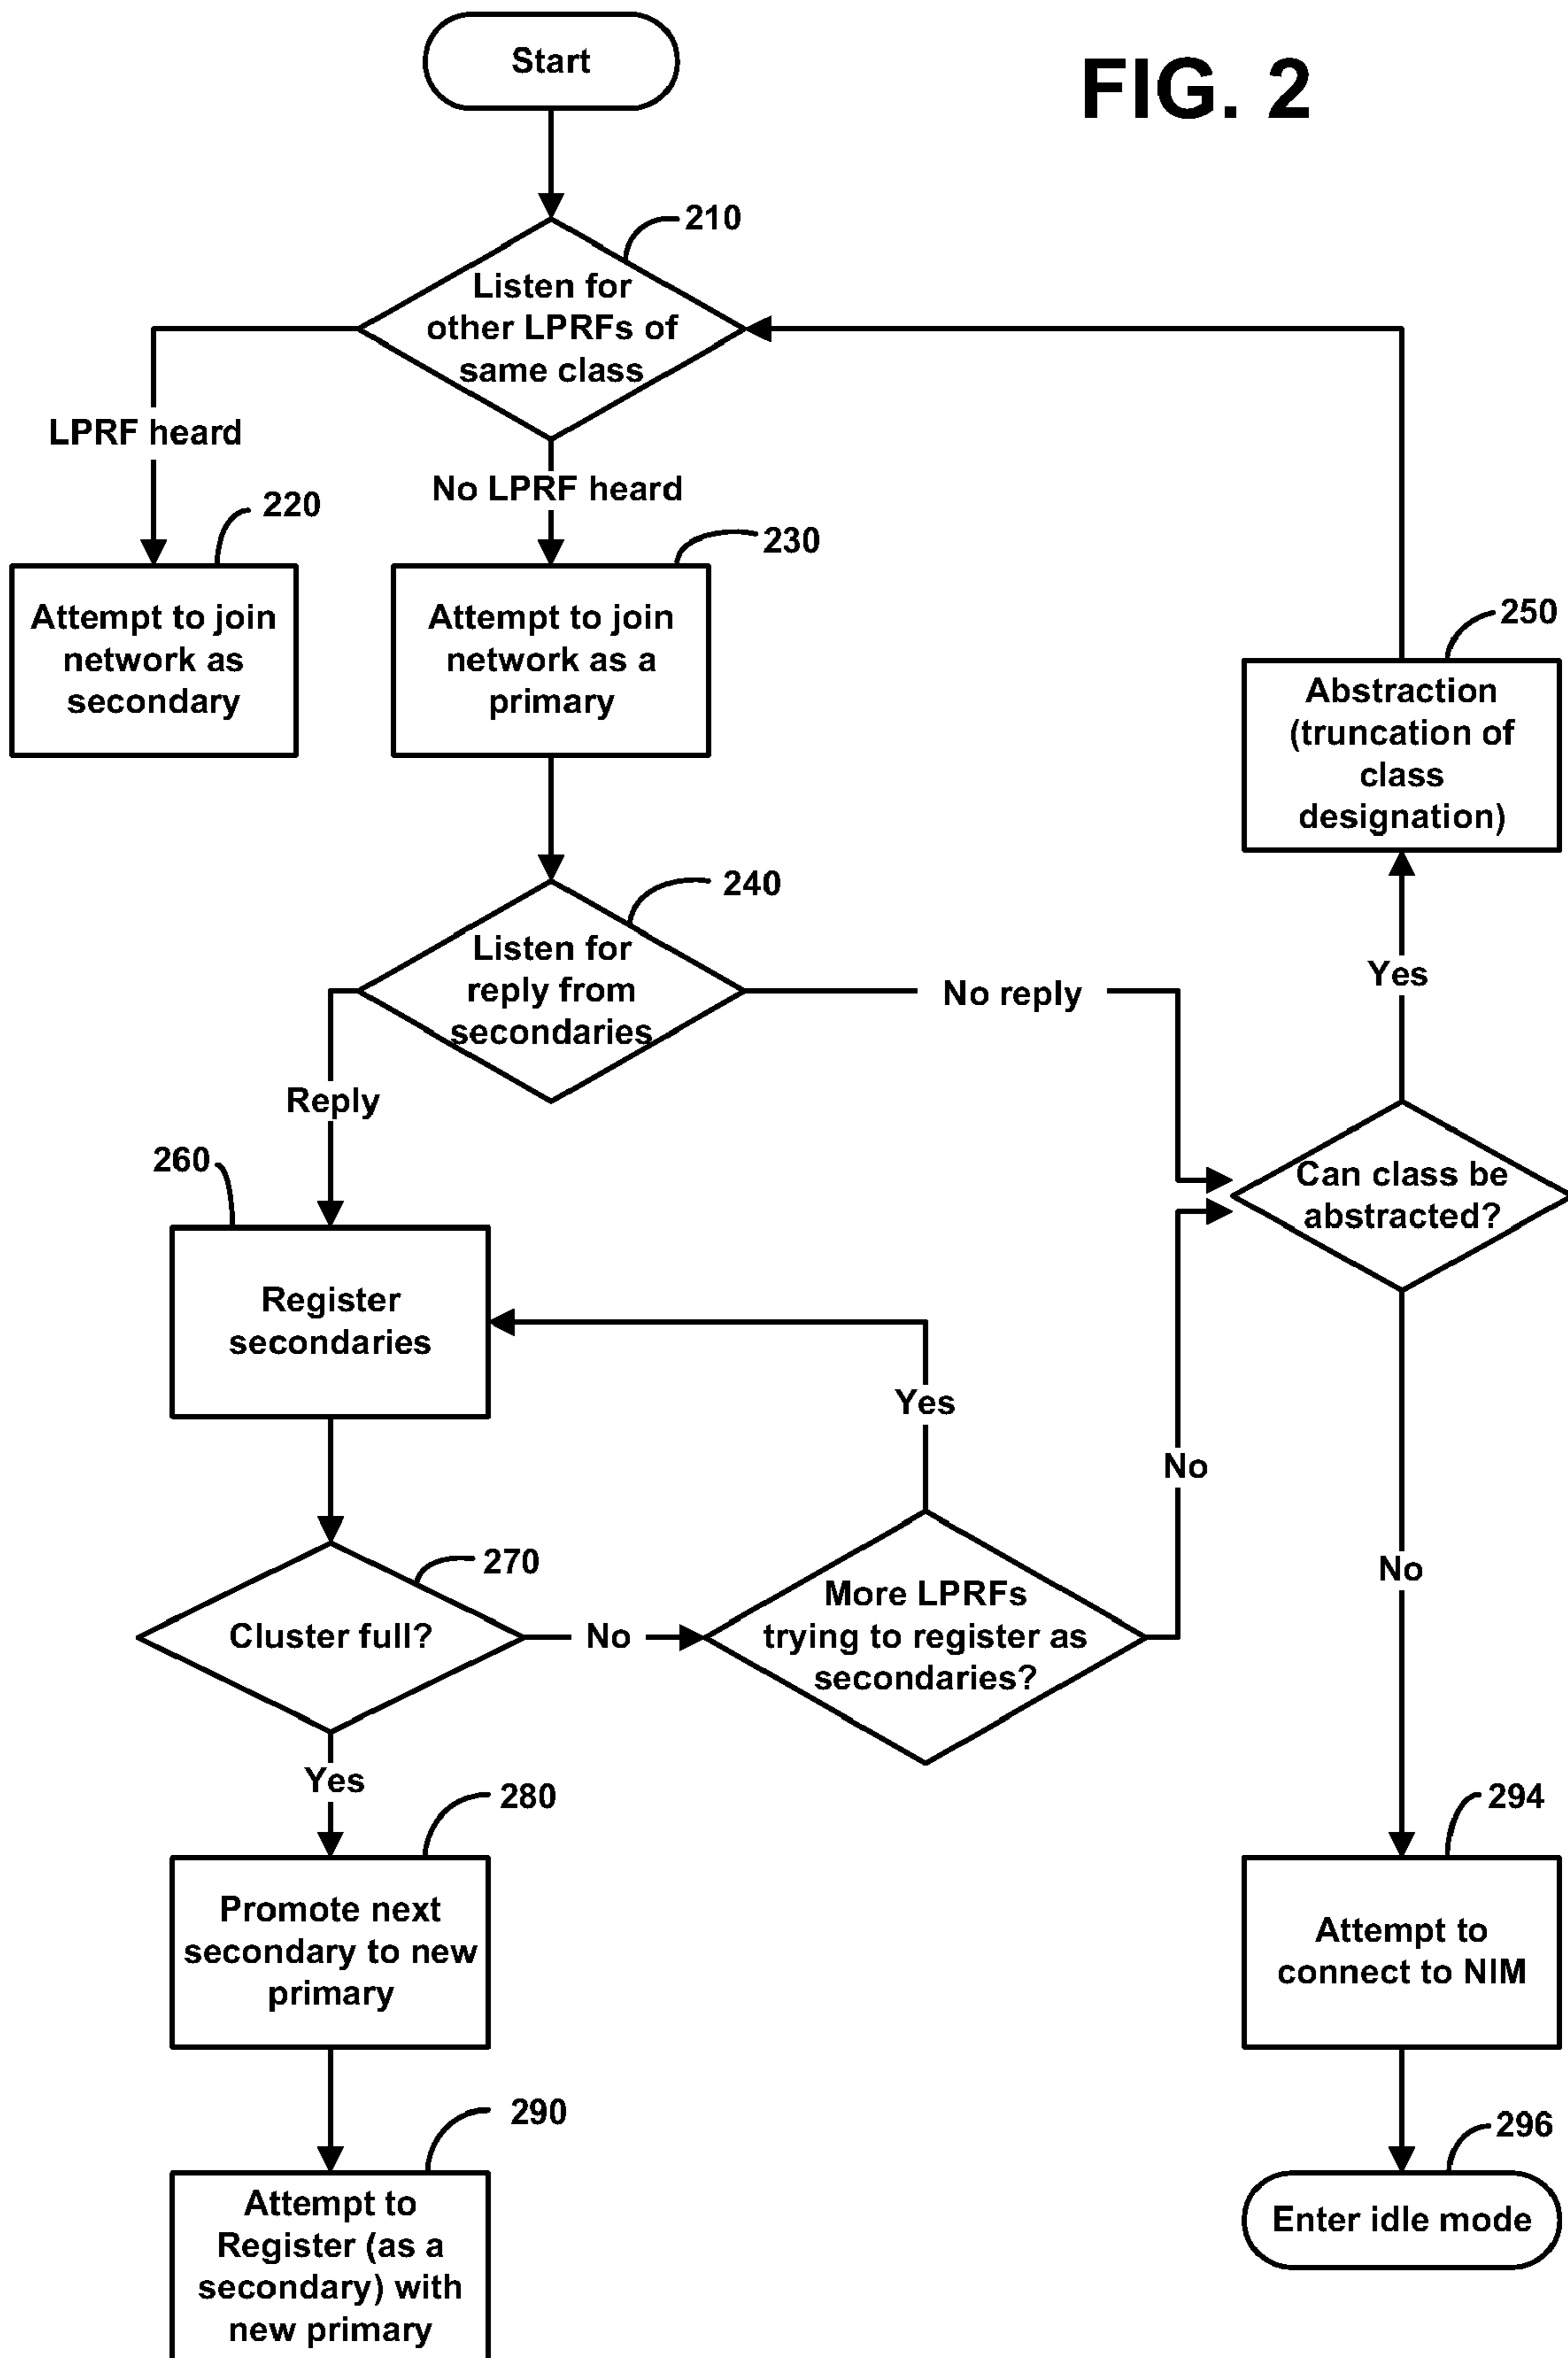 Start
FIG. 2
210
Listen for
other LPRFs of
same class
LPRF heard
No LPRF heard
220
230
Attempt to join
network as
secondary
Attempt to join
network as a
primary
250
Abstraction
(truncation of
class
designation)
240
Listen for
reply from
secondaries
No reply
Yes
Reply
260
Can class be
abstracted?
Register
secondaries
Yes
No
270
Cluster full?
No
More LPRFs
trying to register as
secondaries?
No
Yes
280
294
Promote next
secondary to new
primary
Attempt to
connect to NIM
290
296
Attempt to
Register (as a
secondary) with
new primary
Enter idle mode